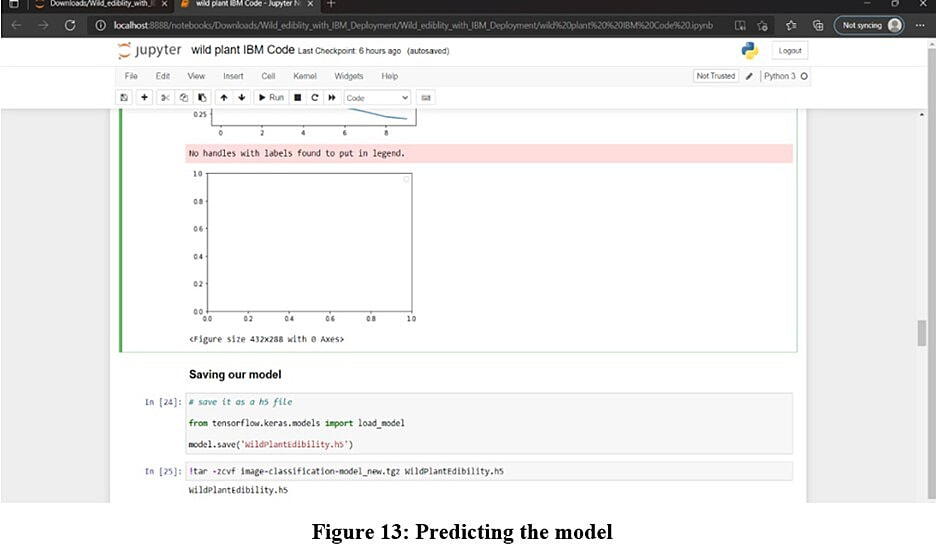 Downloads/Wild_ediblity_with_I
wild plant IBM Code - Jupyter N
localhost:8888/notebooks/Downloads/Wild_ediblity_with_IBM_Deployment/Wild_ediblity_with_IBM_Deployment/wild%20plant%20%20IBM%20Code%20.ipynb
Not syncing
jupyter wild plant IBM Code Last Checkpoint: 6 hours ago (autosaved)
Logout
File Edit View Insert Cell Kernel Widgets Help
Not Trusted
Python 3
Run
Code
0.25
0 2 4 6 8
No handles with labels found to put in legend.
1.0
0.8
0.6
0.4
0.2
0.0
0.0 0.2 0.4 0.6 0.8 1.0
<Figure size 432x288 with 0 Axes>
Saving our model
In [24]: # save it as a h5 file
from tensorflow.keras.models import load_model
model.save('WildPlantEdibility.h5')
In [25]: !tar -zcvf image-classification-model_new.tgz WildPlantEdibility.h5
WildPlantEdibility.h5
Figure 13: Predicting the model